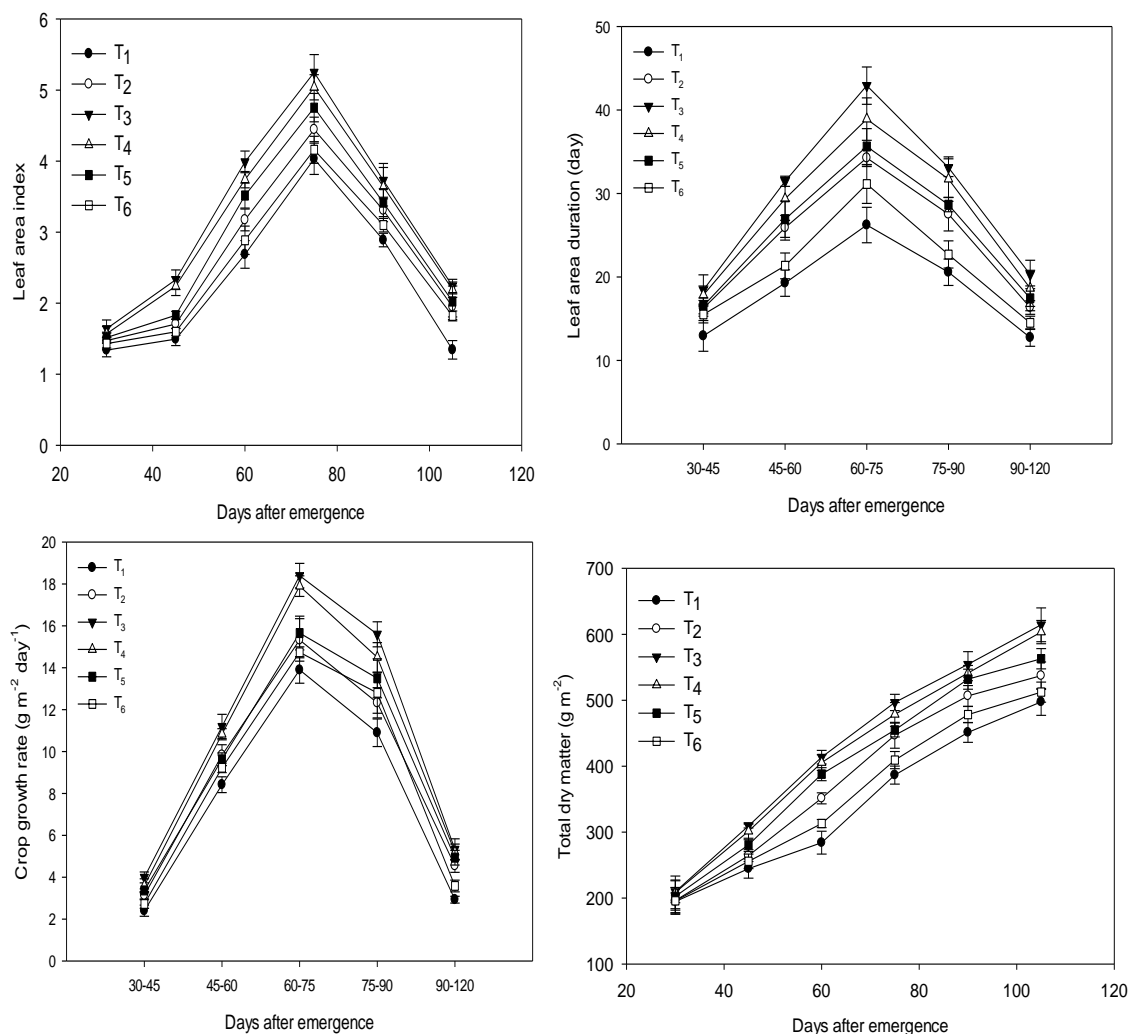 6
5
4
3
2
1
0
Leaf area index
T1
T2
T3
T4
T5
T6
20 40 60 80 100 120
Days after emergence
50
40
30
20
10
0
Leaf area duration (day)
T1
T2
T3
T4
T5
T6
30-45 45-60 60-75 75-90 90-120
Days after emergence
20
18
16
14
12
10
8
6
4
2
0
Crop growth rate (g m-2 day-1)
T1
T2
T3
T4
T5
T6
30-45 45-60 60-75 75-90 90-120
Days after emergence
700
600
500
400
300
200
100
Total dry matter (g m-2)
T1
T2
T3
T4
T5
T6
20 40 60 80 100 120
Days after emergence